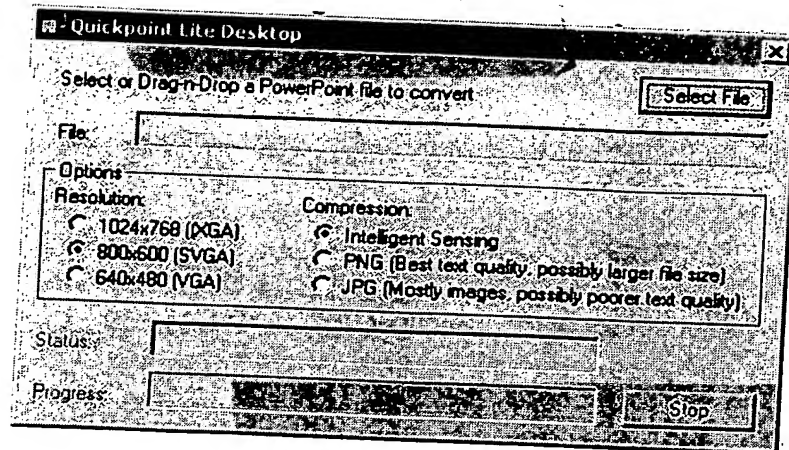 Quickpoint Lite Desktop
Select or Drag-n-Drop a PowerPoint file to convert
Select File
File:
Options
Resolution:
1024x768 (XGA)
800x600 (SVGA)
640x480 (VGA)
Compression:
Intelligent Sensing
PNG (Best text quality, possibly larger file size)
JPG (Mostly images, possibly poorer text quality)
Status:
Progress:
Stop